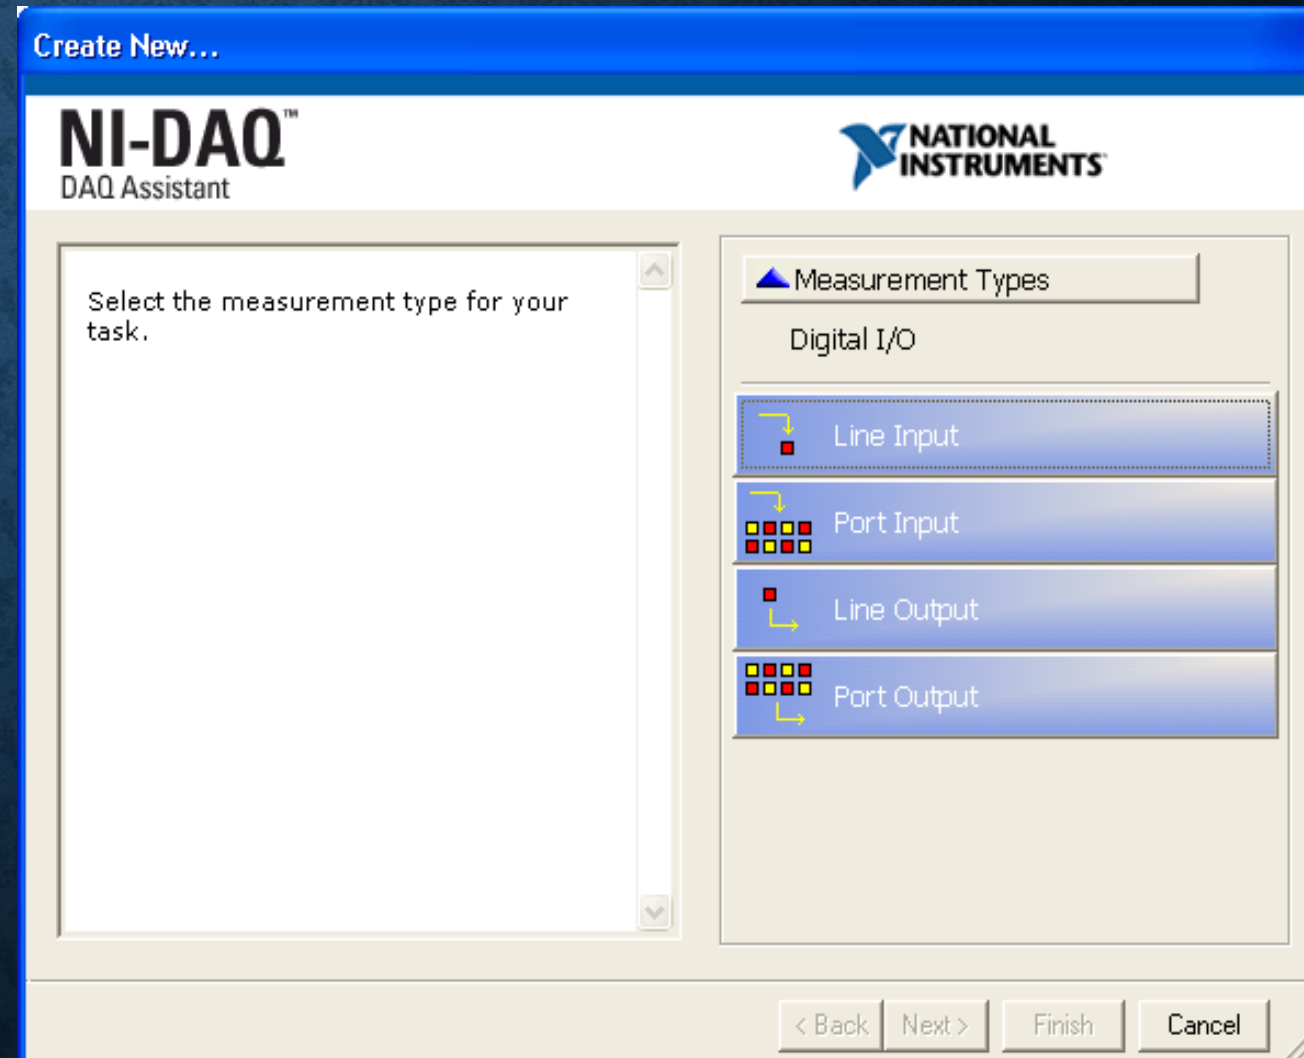 Create New...
NI-DAQ™
DAQ Assistant
NATIONAL
INSTRUMENTS
Select the measurement type for your
task.
Measurement Types
Digital I/O
Line Input
Port Input
Line Output
Port Output
< Back
Next >
Finish
Cancel